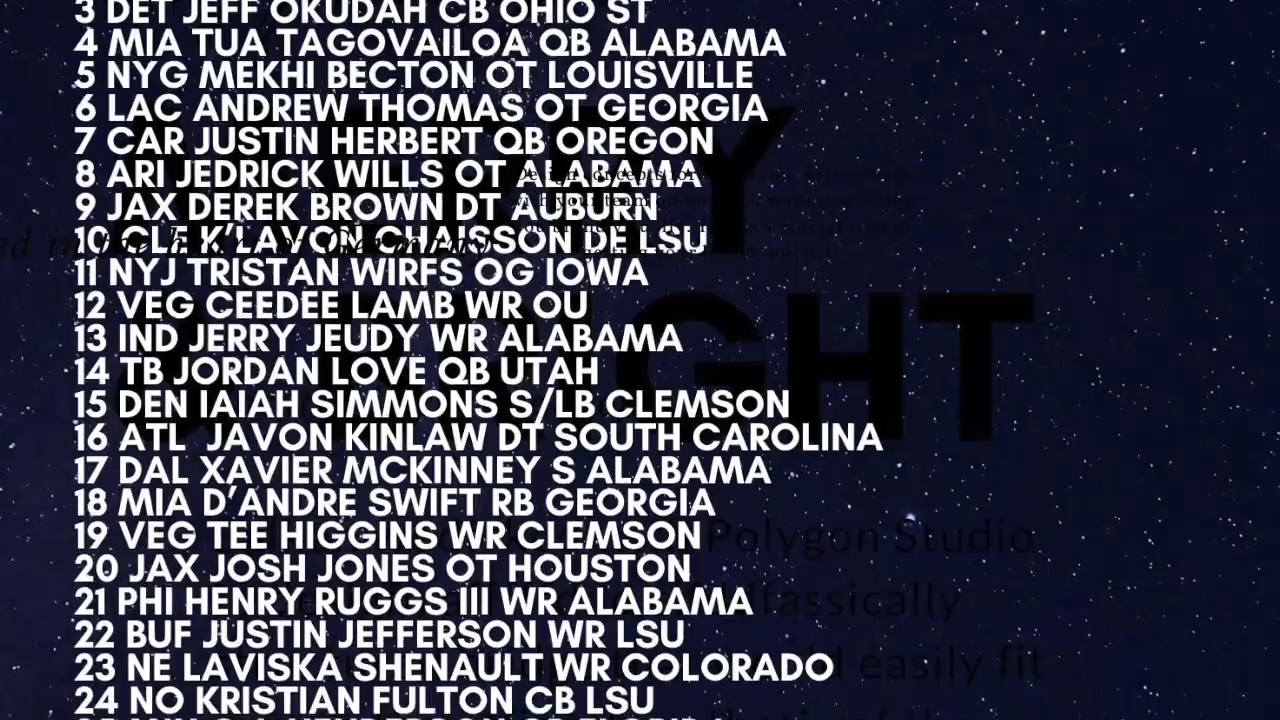 3 DET JEFF OKUDAH CB OHIO ST
4 MIA TUA TAGOVAILOA QB ALABAMA
5 NYG MEKHI BECTON OT LOUISVILLE
6 LAC ANDREW THOMAS OT GEORGIA
7 CAR JUSTIN HERBERT QB OREGON
8 ARI JEDRICK WILLS OT ALABAMA
9 JAX DEREK BROWN DT AUBURN
10 CLE K'LAVON CHAISSON DE LSU
11 NYJ TRISTAN WIRFS OG IOWA
12 VEG CEEDEE LAMB WR OU
13 IND JERRY JEUDY WR ALABAMA
14 TB JORDAN LOVE QB UTAH
15 DEN IAIAH SIMMONS S/LB CLEMSON
16 ATL JAVON KINLAW DT SOUTH CAROLINA
17 DAL XAVIER MCKINNEY S ALABAMA
18 MIA D'ANDRE SWIFT RB GEORGIA
19 VEG TEE HIGGINS WR CLEMSON
Polygon Studio
20 JAX JOSH JONES OT HOUSTON
21 PHI HENRY RUGGS III WR ALABAMA
22 BUF JUSTIN JEFFERSON WR LSU
23 NE LAVISKA SHENAULT WR COLORADO
easily fit
24 NO KRISTIAN FULTON CB LSU